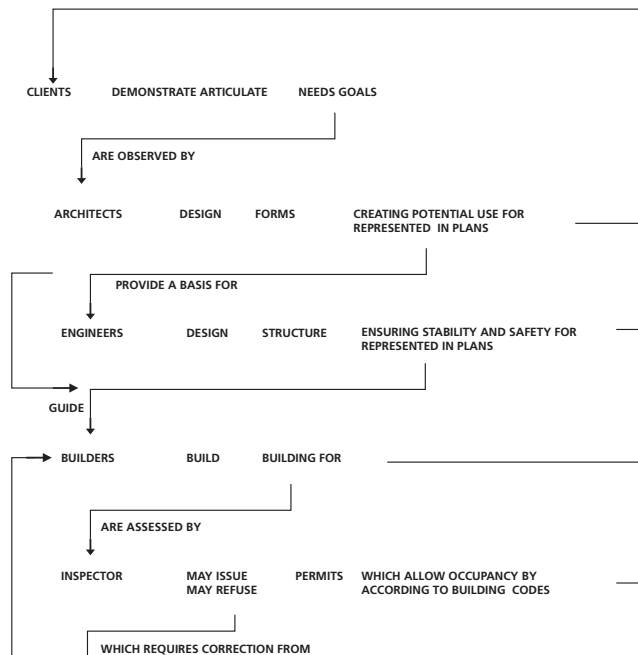 CLIENTS DEMONSTRATE ARTICULATE NEEDS GOALS
ARE OBSERVED BY
ARCHITECTS DESIGN FORMS CREATING POTENTIAL USE FOR
REPRESENTED IN PLANS
PROVIDE A BASIS FOR
ENGINEERS DESIGN STRUCTURE ENSURING STABILITY AND SAFETY FOR
REPRESENTED IN PLANS
GUIDE
BUILDERS BUILD BUILDING FOR
ARE ASSESSED BY
INSPECTOR MAY ISSUE PERMITS WHICH ALLOW OCCUPANCY BY
MAY REFUSE ACCORDING TO BUILDING CODES
WHICH REQUIRES CORRECTION FROM